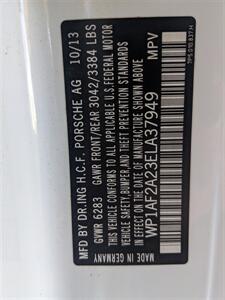 MFD BY DR.ING H.C.F. PORSCHE AG 10/13
GAWR FRONT/REAR 3042/3384 LBS
GVWR 6283
THIS VEHICLE CONFORMS TO ALL APPLICABLE U.S. FEDERAL MOTOR
VEHICLE SAFETY, BUMPER, AND THEFT PREVENTION STANDARDS IN
EFFECT ON THE DATE OF MANUFACTURE SHOWN ABOVE
WP1AF2A23ELA37949 MPV
MADE IN GERMANY